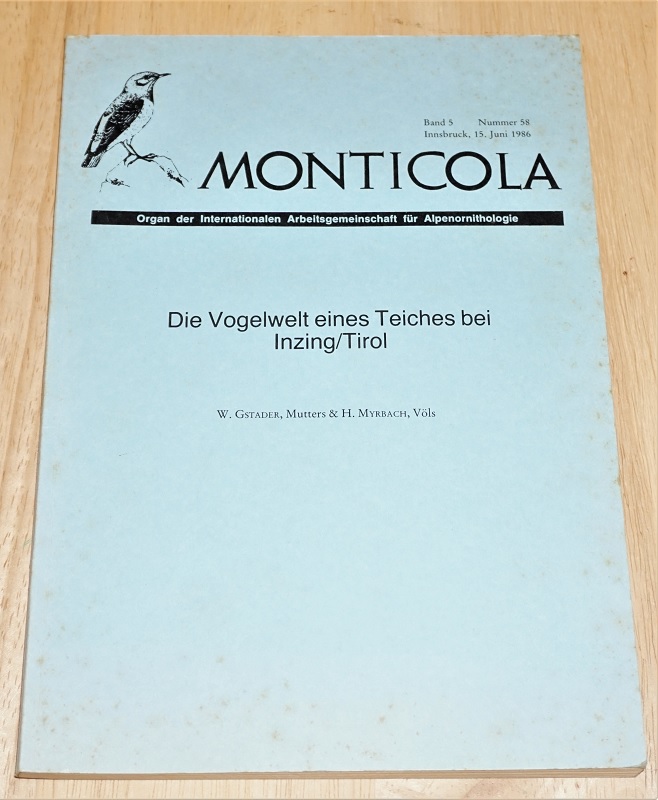 Band 5 Nummer 58
Innsbruck, 15. Juni 1986
MONTICOLA
Organ der Internationalen Arbeitsgemeinschaft für Alpenornithologie
Die Vogelwelt eines Teiches bei
Inzing/Tirol
W. GSTADER, Mutters & H. MYRBACH, Völs